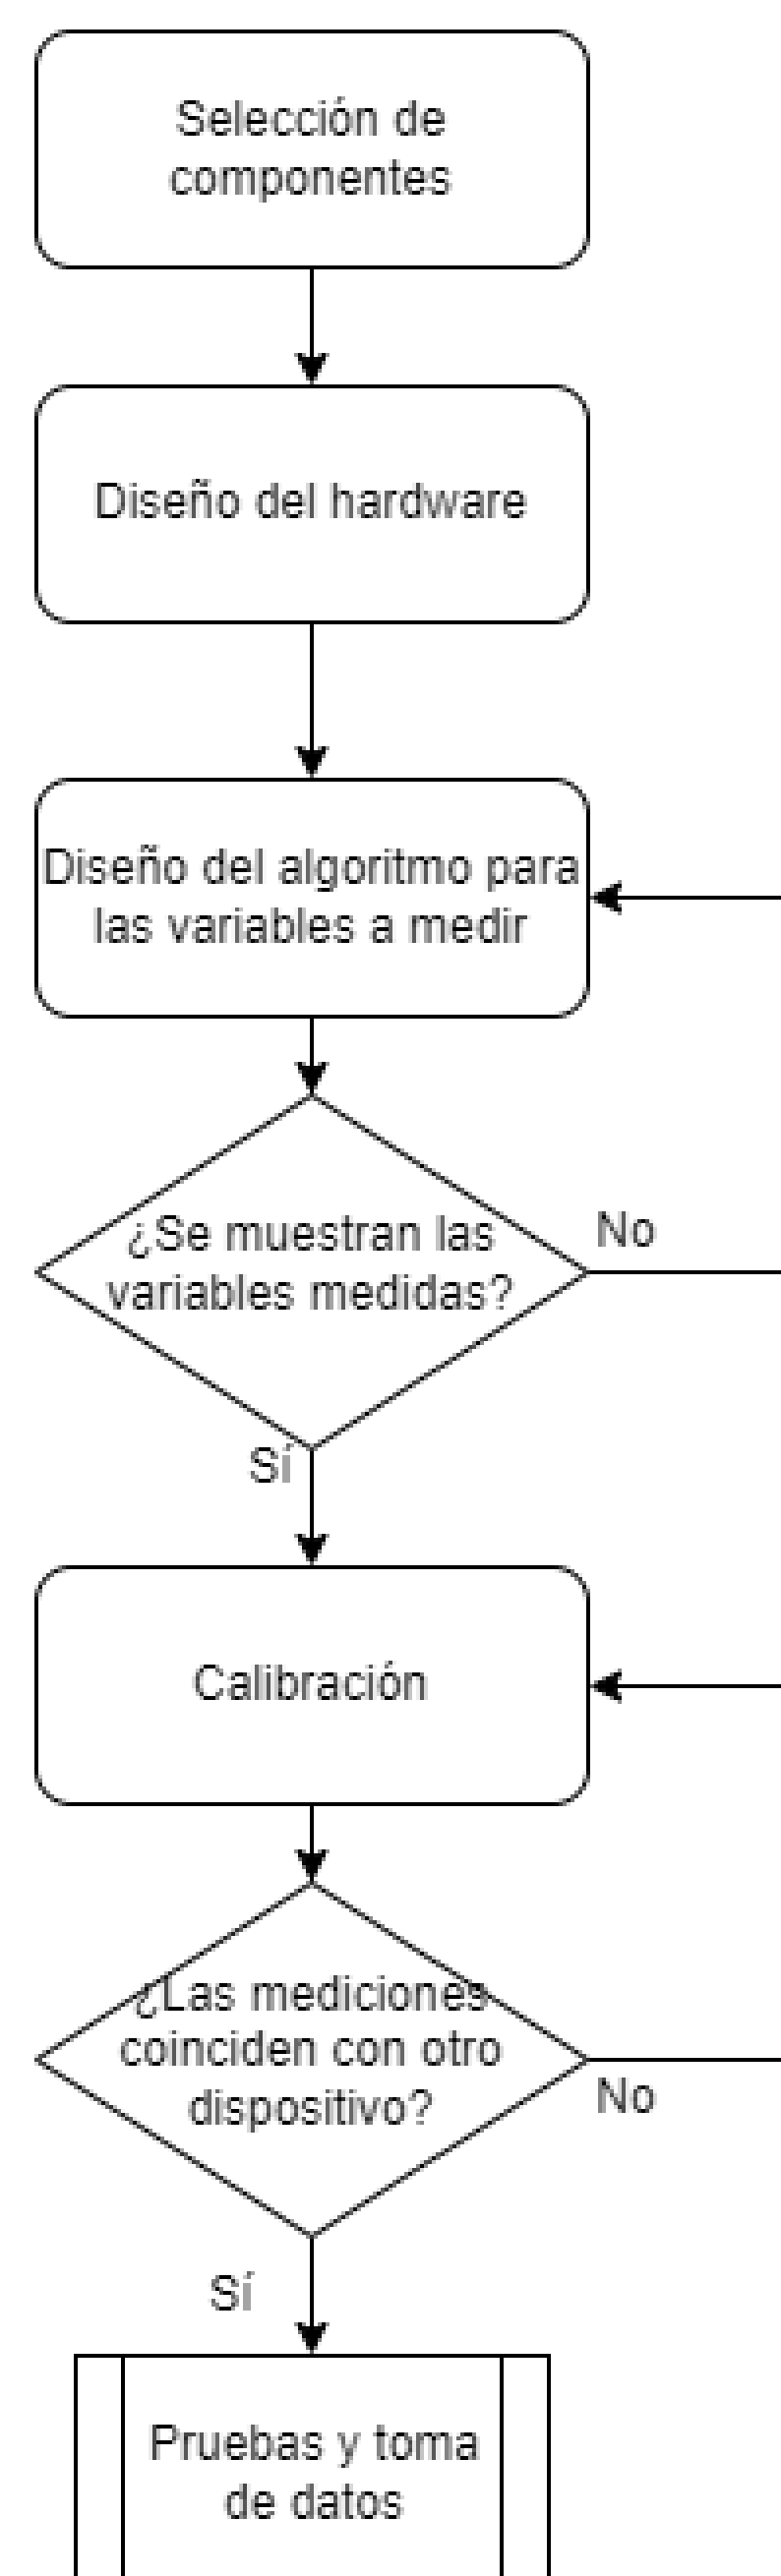 Selección de
componentes
Diseño del hardware
Diseño del algoritmo para
las variables a medir
¿Se muestran las
variables medidas?
No
Sí
Calibración
¿Las mediciones
coinciden con otro
dispositivo?
No
Sí
Pruebas y toma
de datos